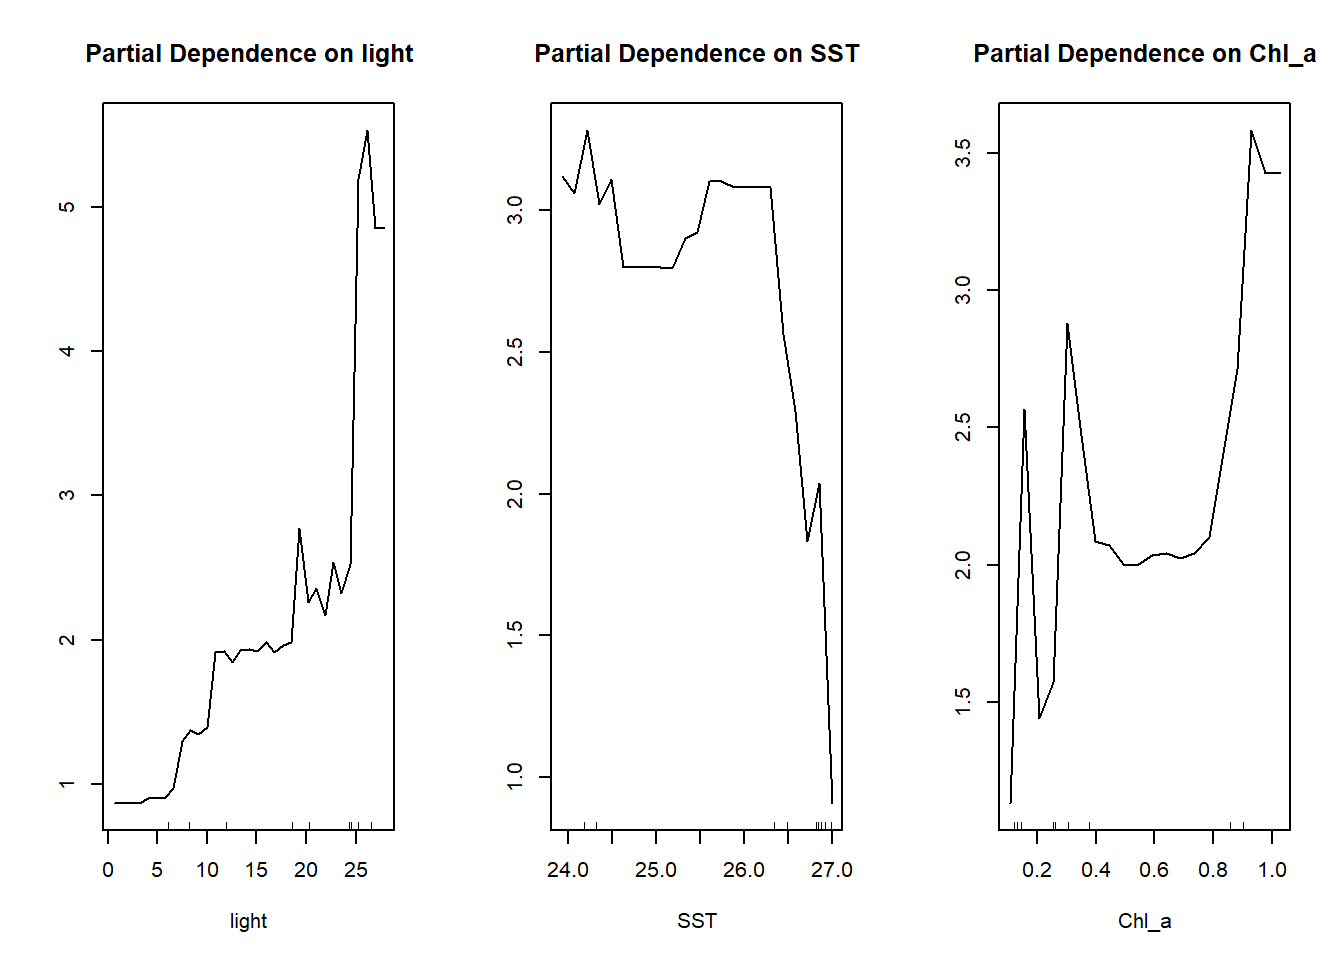 Partial Dependence on light
1
2
3
4
5
0 5 10 15 20 25
light
Partial Dependence on SST
1.0
1.5
2.0
2.5
3.0
24.0 25.0 26.0 27.0
SST
Partial Dependence on Chl_a
1.5
2.0
2.5
3.0
3.5
0.2 0.4 0.6 0.8 1.0
Chl_a